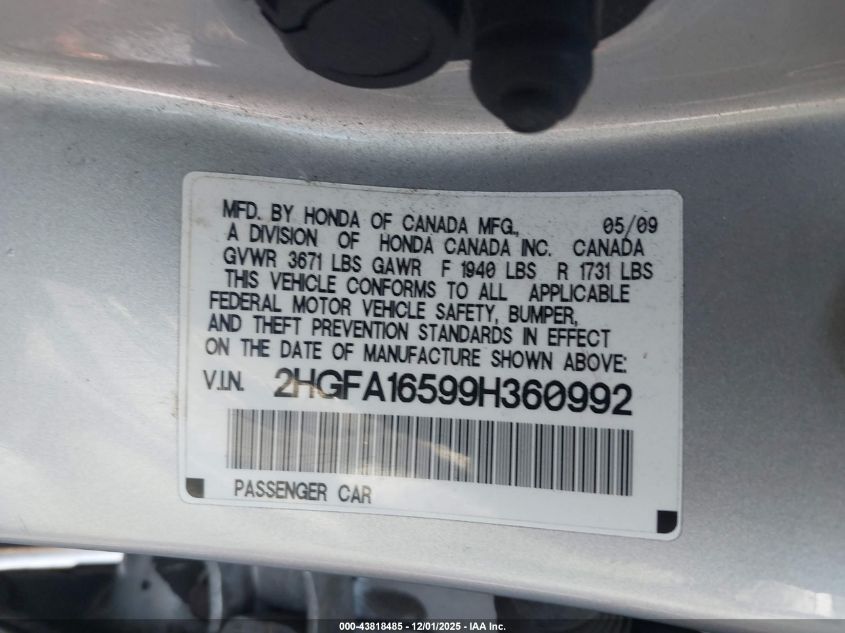 MFD. BY HONDA OF CANADA MFG., 05/09
A DIVISION OF HONDA CANADA INC. CANADA
GVWR 3671 LBS GAWR F 1940 LBS R 1731 LBS
THIS VEHICLE CONFORMS TO ALL APPLICABLE
FEDERAL MOTOR VEHICLE SAFETY, BUMPER,
AND THEFT PREVENTION STANDARDS IN EFFECT
ON THE DATE OF MANUFACTURE SHOWN ABOVE:
V.I.N. 2HGFA16599H360992
PASSENGER CAR
000-43818485 - 12/01/2025 - IAA Inc.